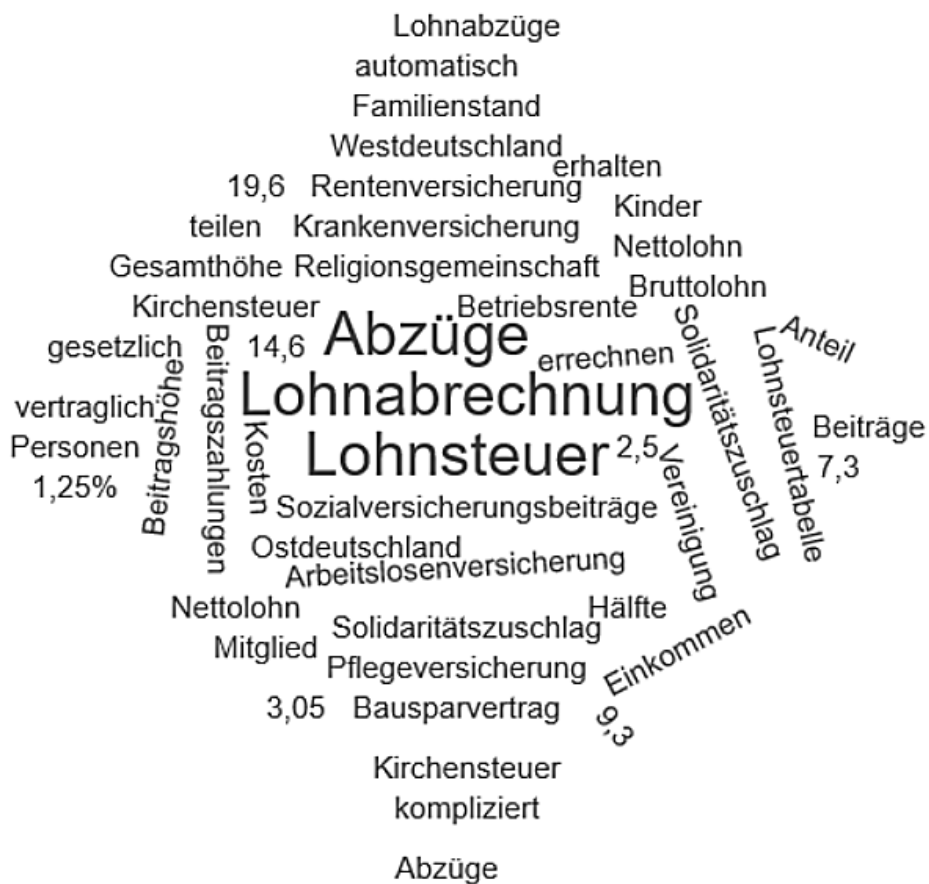 Lohnabzüge
automatisch
Familienstand
Westdeutschland
erhalten
19,6
Rentenversicherung
Kinder
teilen
Krankenversicherung
Nettolohn
Gesamthöhe
Religionsgemeinschaft
Bruttolohn
Kirchensteuer
Betriebsrente
Solidaritätszuschlag
Anteil
gesetzlich
Beitragszahlungen
14,6
Abzüge
errechnen
Lohnsteuertabelle
Beitragshöhe
vertraglich
Lohnabrechnung
Beiträge
Personen
Kosten
Lohnsteuer
2,5
Vereinigung
7,3
1,25%
Sozialversicherungsbeiträge
Ostdeutschland
Arbeitslosenversicherung
Nettolohn
Hälfte
Mitglied
Solidaritätszuschlag
Einkommen
Pflegeversicherung
3,05
Bausparvertrag
9,3
Kirchensteuer
kompliziert
Abzüge